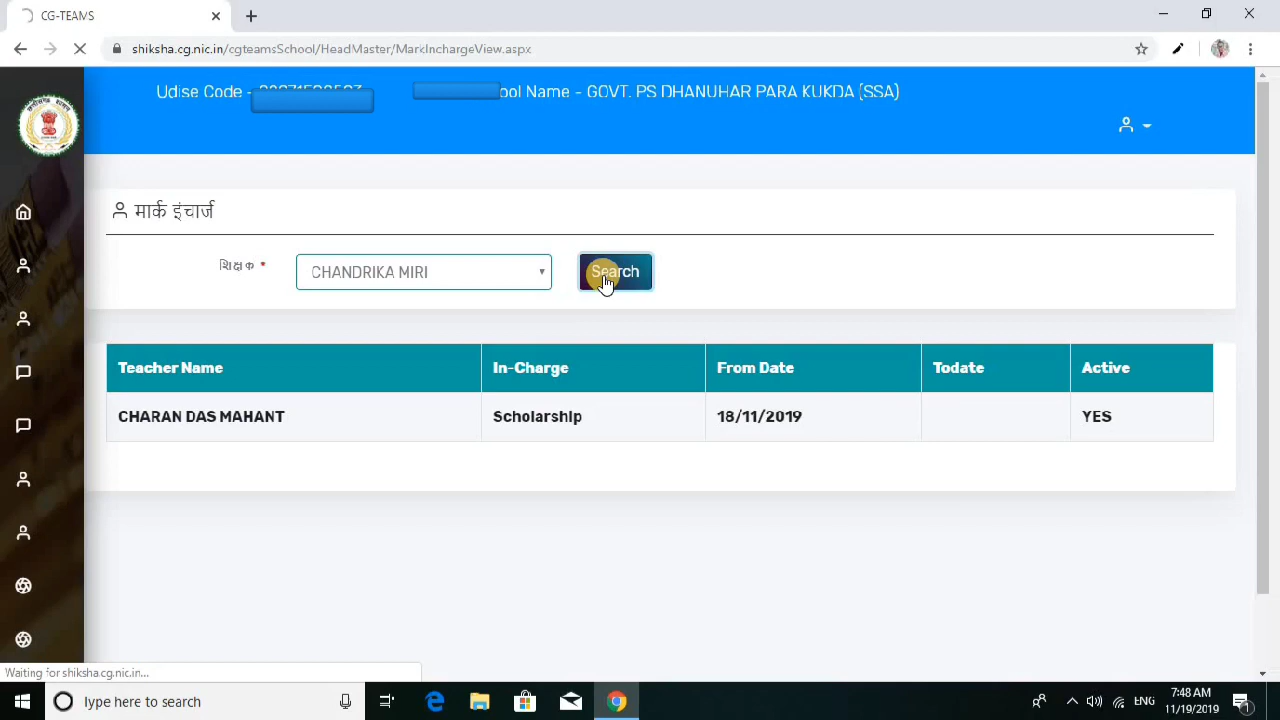 CG-TEAMS
shiksha.cg.nic.in/cgteamsSchool/HeadMaster/MarkInchargeView.aspx
Udise Code - ool Name - GOVT. PS DHANUHAR PARA KUKDA (SSA)
मार्क इंचार्ज
शिक्षक * CHANDRIKA MIRI Search
Teacher Name In-Charge From Date Todate Active
CHARAN DAS MAHANT Scholarship 18/11/2019 YES
Waiting for shiksha.cg.nic.in...
Type here to search ENG 7:48 AM
11/19/2019 1